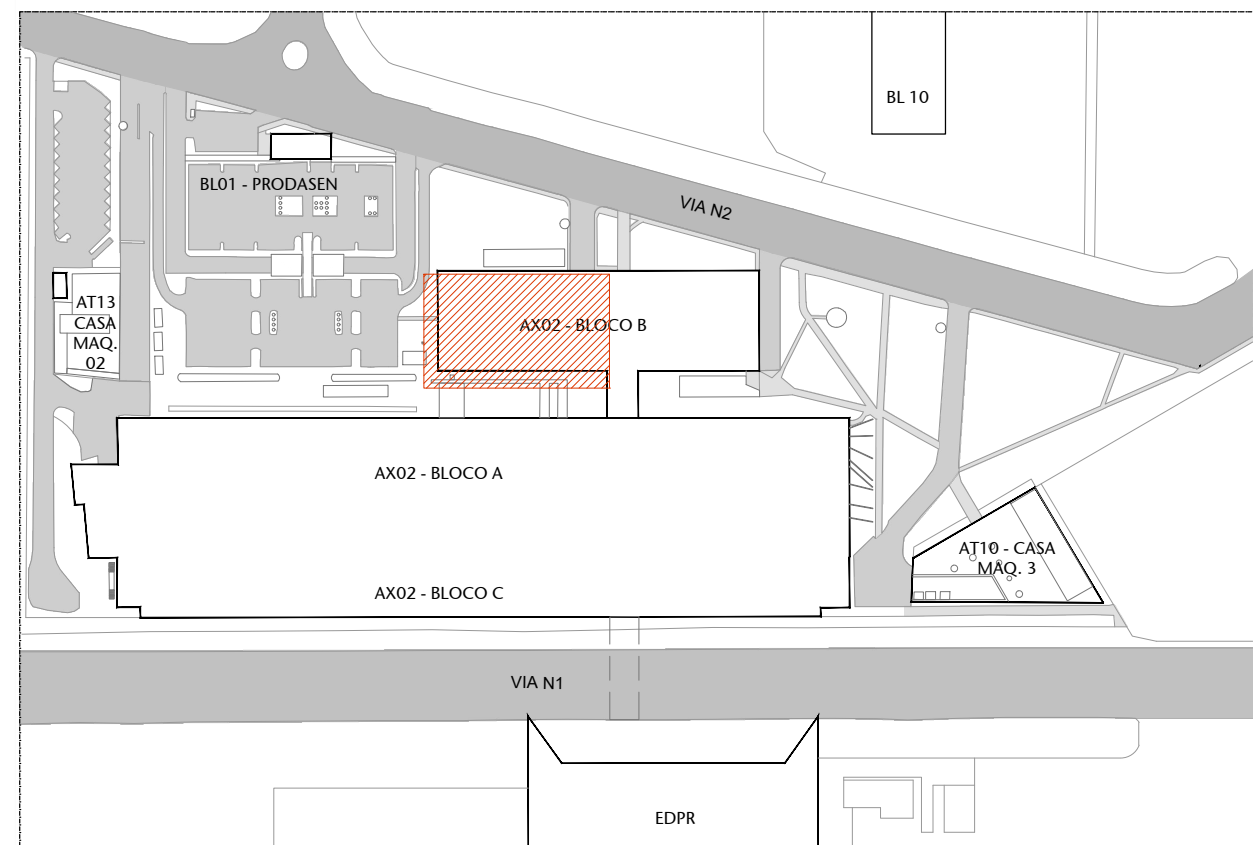 BL 10
BL01 - PRODASEN
VIA N2
AT13
CASA
MAQ.
02
AX02 - BLOCO B
AX02 - BLOCO A
AT10 - CASA
MAQ. 3
AX02 - BLOCO C
VIA N1
EDPR